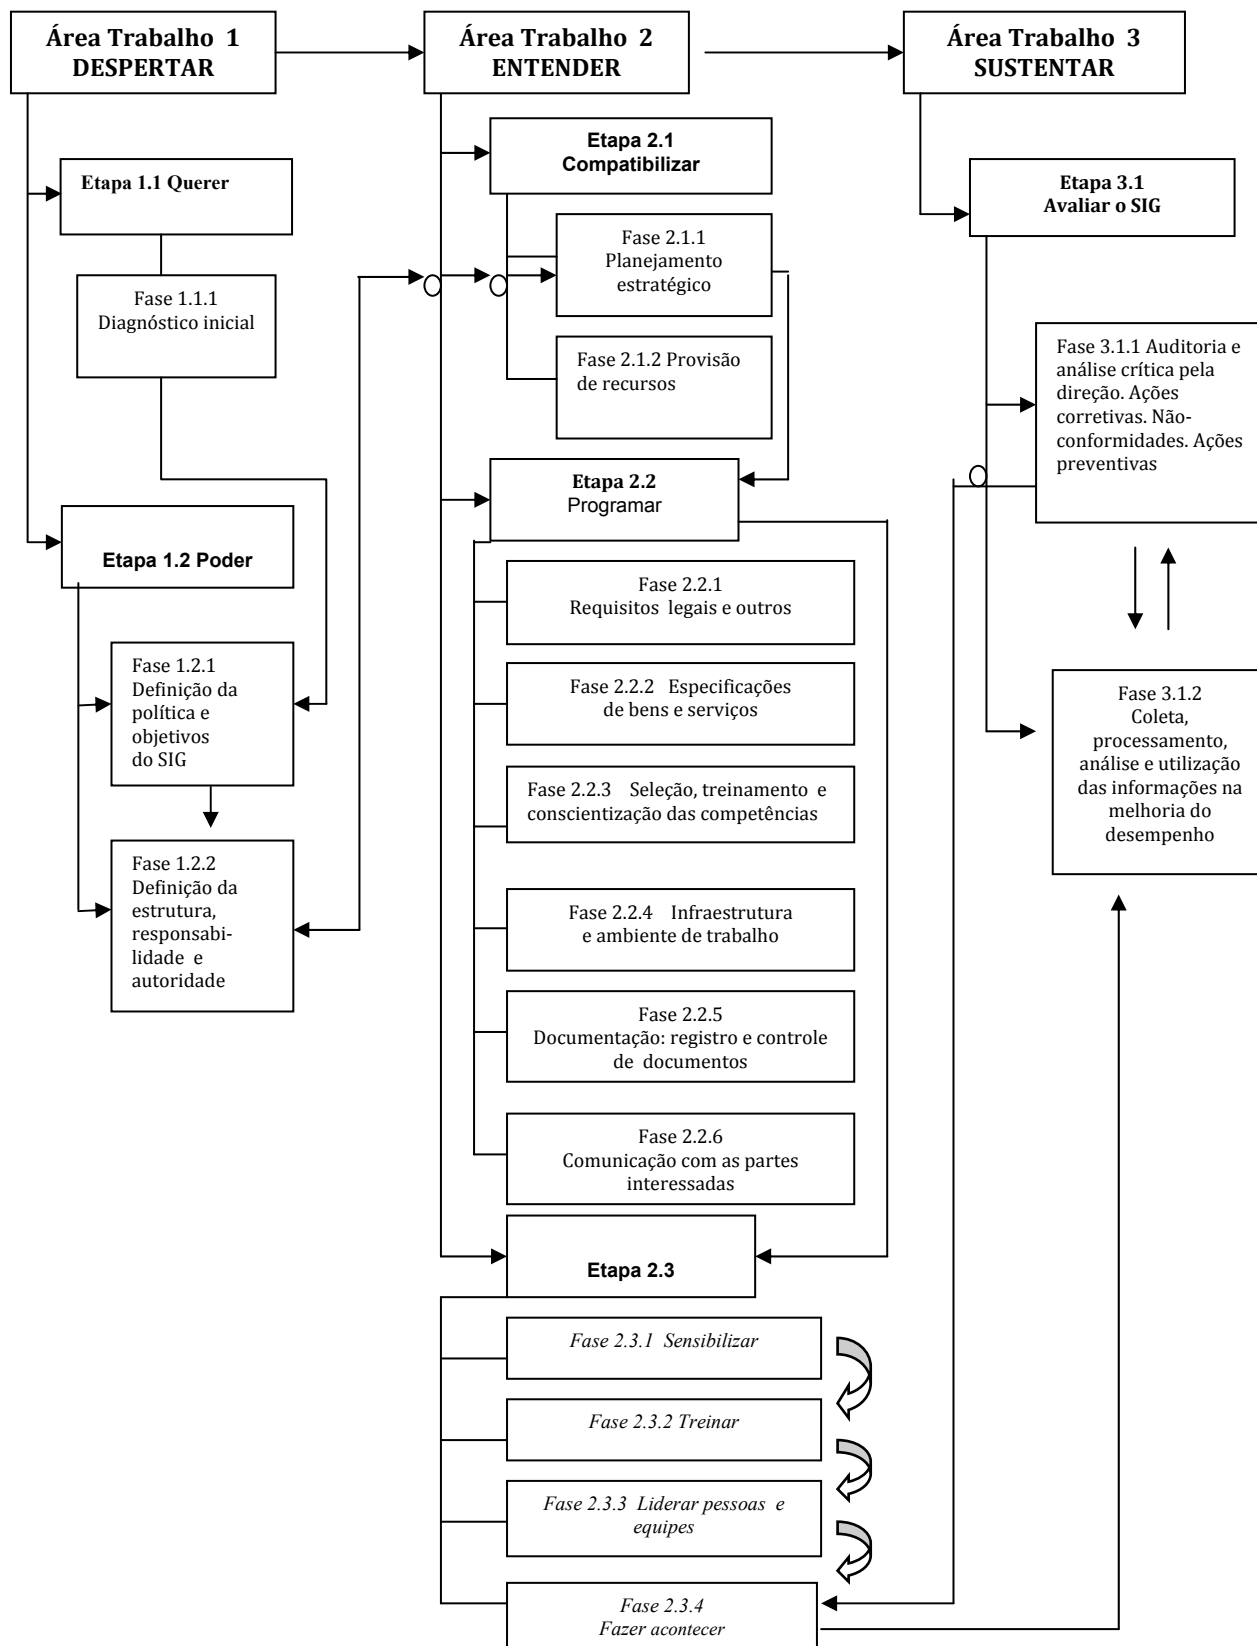 Área Trabalho 1
DESPERTAR
Área Trabalho 2
ENTENDER
Área Trabalho 3
SUSTENTAR
Etapa 1.1 Querer
Fase 1.1.1
Diagnóstico inicial
Etapa 1.2 Poder
Fase 1.2.1
Definição da
política e
objetivos
do SIG
Fase 1.2.2
Definição da
estrutura,
responsabi-
lidade e
autoridade
Etapa 2.1
Compatibilizar
Fase 2.1.1
Planejamento
estratégico
Fase 2.1.2 Provisão
de recursos
Etapa 2.2
Programar
Fase 2.2.1
Requisitos legais e outros
Fase 2.2.2 Especificações
de bens e serviços
Fase 2.2.3 Seleção, treinamento e
conscientização das competências
Fase 2.2.4 Infraestrutura
e ambiente de trabalho
Fase 2.2.5
Documentação: registro e controle
de documentos
Fase 2.2.6
Comunicação com as partes
interessadas
Etapa 2.3
Fase 2.3.1 Sensibilizar
Fase 2.3.2 Treinar
Fase 2.3.3 Liderar pessoas e
equipes
Fase 2.3.4
Fazer acontecer
Etapa 3.1
Avaliar o SIG
Fase 3.1.1 Auditoria e
análise crítica pela
direção. Ações
corretivas. Não-
conformidades. Ações
preventivas
Fase 3.1.2
Coleta,
processamento,
análise e utilização
das informações na
melhoria do
desempenho